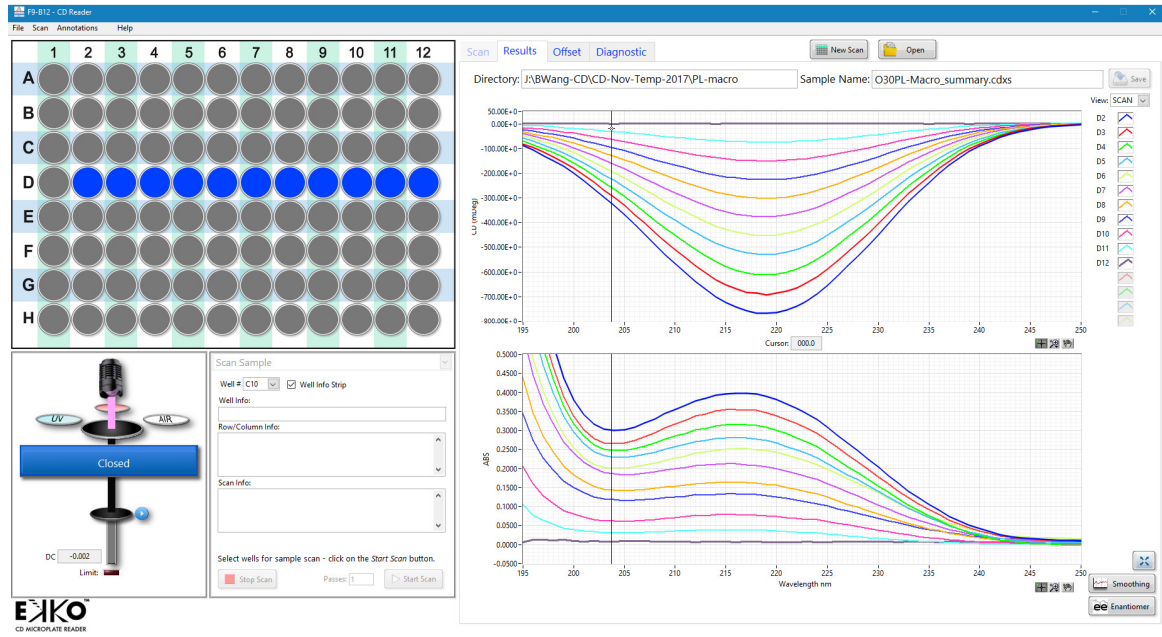 F9-B12 - CD Reader
File Scan Annotations Help
1 2 3 4 5 6 7 8 9 10 11 12
A
B
C
D
E
F
G
H
UV
AIR
Closed
DC -0.002
Limit:
EKKO™
CD MICROPLATE READER
Scan Sample
Well # C10 Well Info Strip
Well Info:
Row/Column Info:
Scan Info:
Select wells for sample scan - click on the Start Scan button.
Stop Scan Passes: 1 Start Scan
Scan Results Offset Diagnostic
New Scan Open
Directory: J:\BWang-CD\CD-Nov-Temp-2017\PL-macro Sample Name: O30PL-Macro_summary.cdxs Save
View: SCAN
CD (mDeg)
50.00E+0
0.00E+0
-100.00E+0
-200.00E+0
-300.00E+0
-400.00E+0
-500.00E+0
-600.00E+0
-700.00E+0
-800.00E+0
195 200 205 210 215 220 225 230 235 240 245 250
Cursor: 000.0
D2
D3
D4
D5
D6
D7
D8
D9
D10
D11
D12
ABS
0.5000
0.4500
0.4000
0.3500
0.3000
0.2500
0.2000
0.1500
0.1000
0.0500
0.0000
-0.0500
195 200 205 210 215 220 225 230 235 240 245 250
Wavelength nm
Smoothing
ee Enantiomer